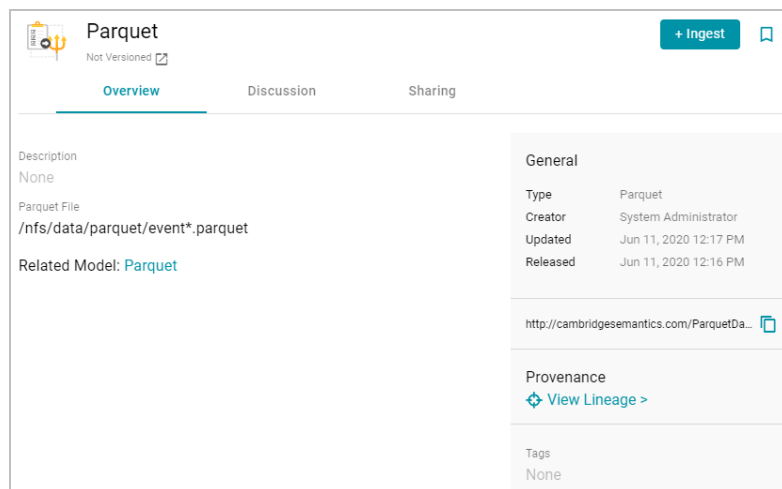 Parquet
+ Ingest
Not Versioned
Overview Discussion Sharing
Description
None
Parquet File
/nfs/data/parquet/event*.parquet
Related Model: Parquet
General
Type Parquet
Creator System Administrator
Updated Jun 11, 2020 12:17 PM
Released Jun 11, 2020 12:16 PM
http://cambridgesemantics.com/ParquetDa...
Provenance
View Lineage >
Tags
None